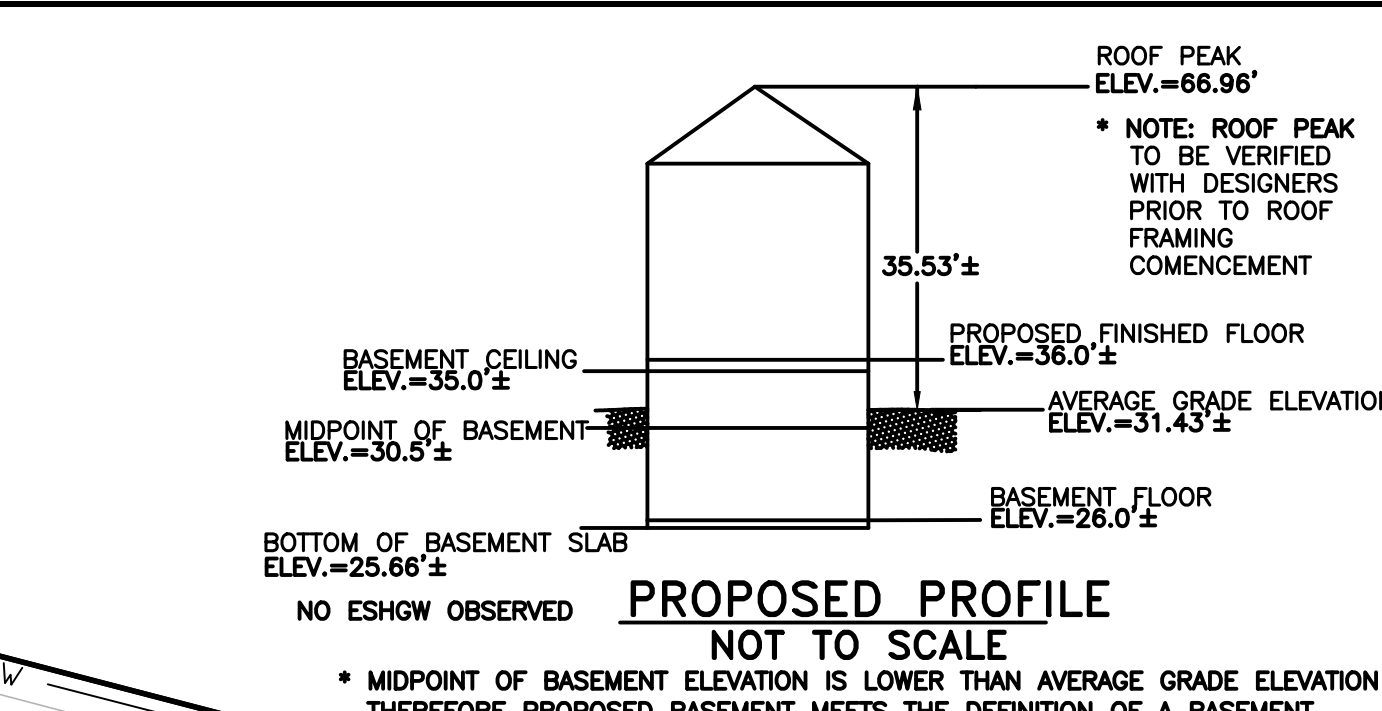 ROOF PEAK
ELEV.=66.96'
* NOTE: ROOF PEAK
TO BE VERIFIED
WITH DESIGNERS
PRIOR TO ROOF
FRAMING
COMENCEMENT
35.53'±
PROPOSED FINISHED FLOOR
ELEV.=36.0'±
BASEMENT CEILING
ELEV.=35.0'±
AVERAGE GRADE ELEVATIO
ELEV.=31.43'±
MIDPOINT OF BASEMENT
ELEV.=30.5'±
BASEMENT FLOOR
ELEV.=26.0'±
BOTTOM OF BASEMENT SLAB
ELEV.=25.66'±
NO ESHGW OBSERVED
PROPOSED PROFILE
NOT TO SCALE
W
* MIDPOINT OF BASEMENT ELEVATION IS LOWER THAN AVERAGE GRADE ELEVATION
THEREFORE PROPOSED BASEMENT MEETS THE DEFINITION OF A BASEMENT